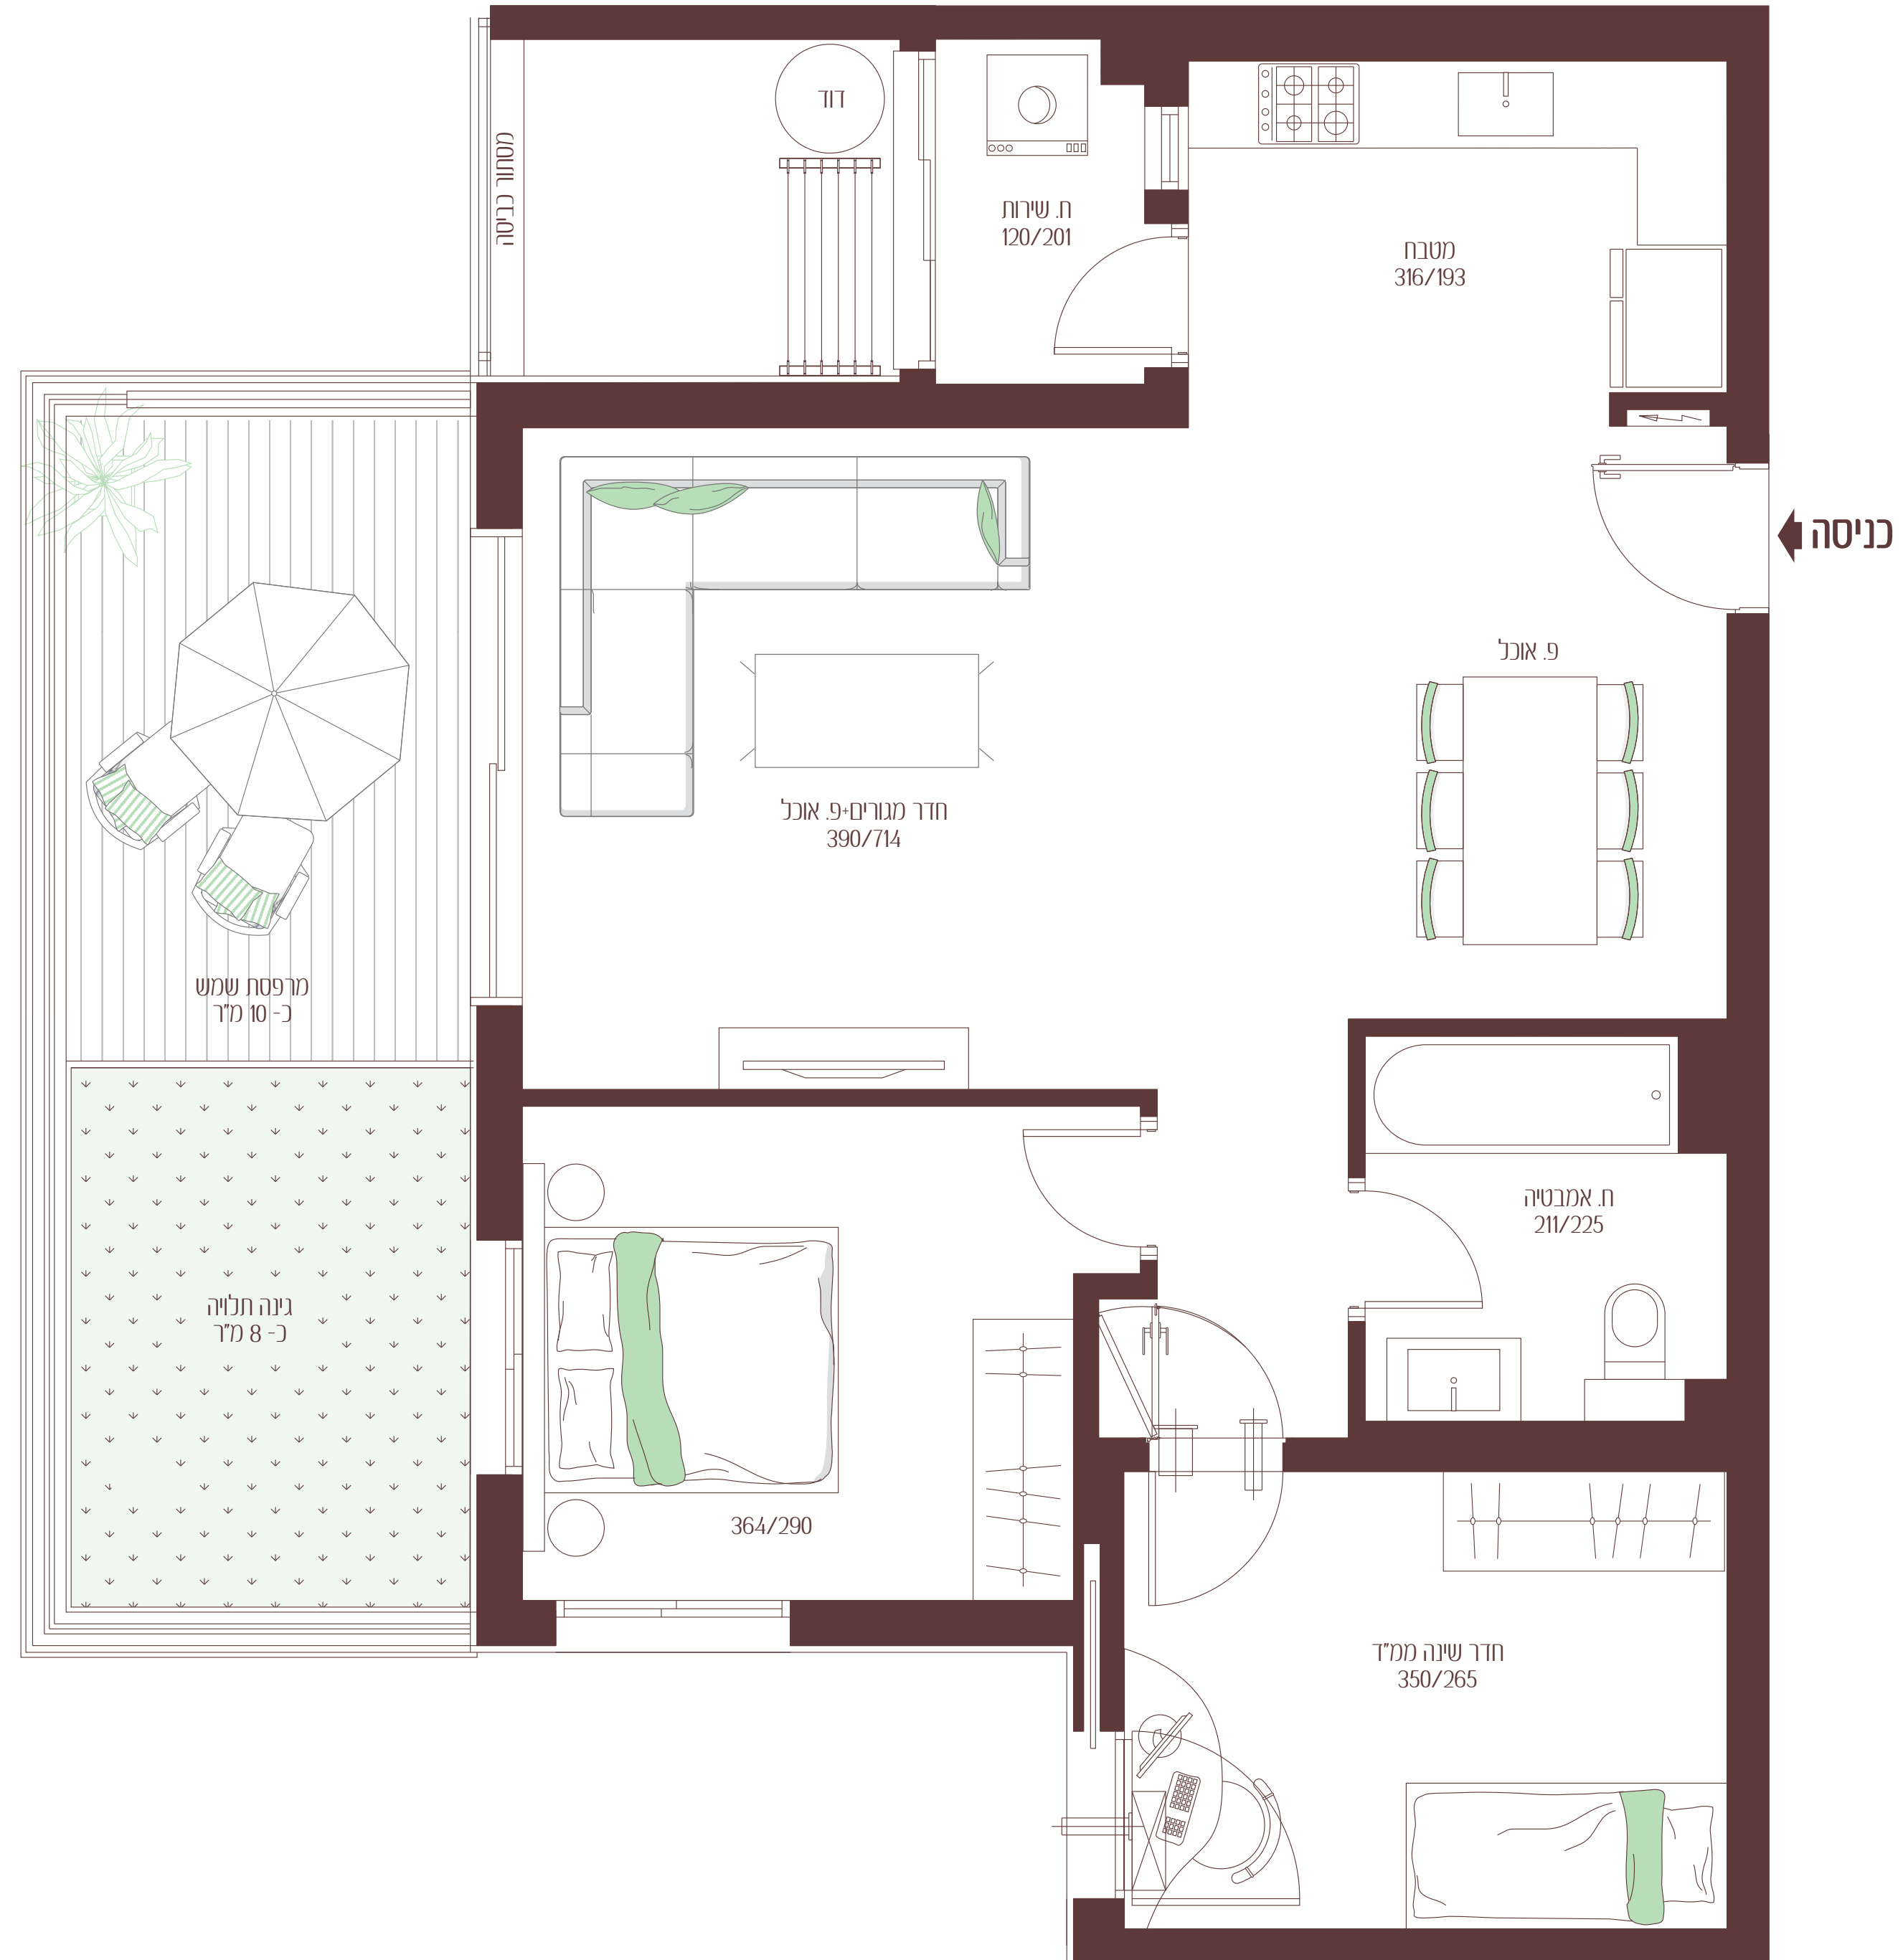 דוד
מסתור כביסה
ח. שירות
120/201
מטבח
316/193
כניסה
פ. אוכל
חדר מגורים+פ. אוכל
390/714
מרפסת שמש
כ- 10 מ"ר
ח. אמבטיה
211/225
גינה תלויה
כ- 8 מ"ר
364/290
חדר שינה ממ"ד
350/265